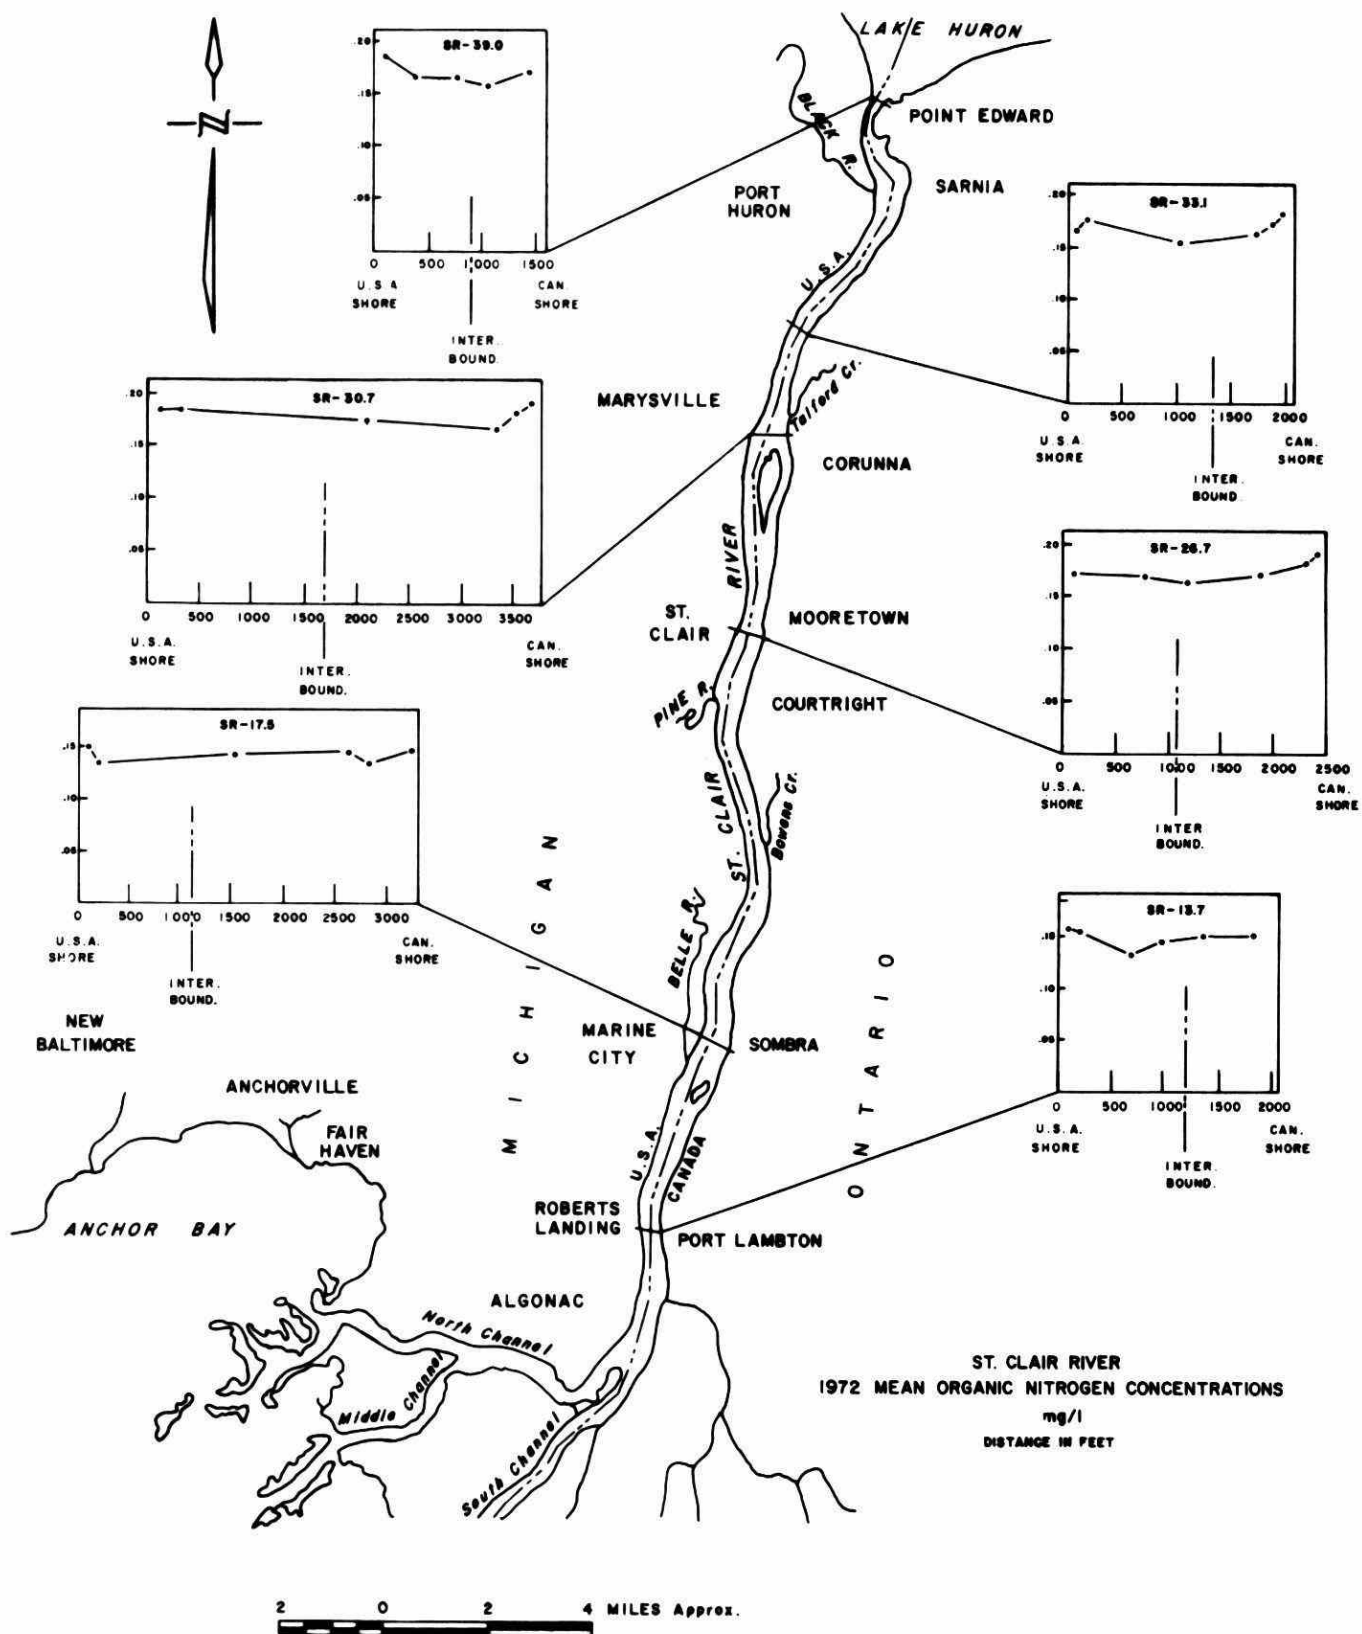 LAKE HURON
POINT EDWARD
BLACK R.
SARNIA
PORT
HURON
U.S.A.
SR-39.0
.20
.15
.10
.05
0 500 1000 1500
U.S.A
SHORE
CAN.
SHORE
INTER.
BOUND.
N
SR-33.1
.20
.15
.10
.05
0 500 1000 1500 2000
U.S.A.
SHORE
CAN.
SHORE
INTER.
BOUND.
MARYSVILLE
Talford Cr.
CORUNNA
SR-30.7
.20
.15
.10
.05
0 500 1000 1500 2000 2500 3000 3500
U.S.A.
SHORE
CAN.
SHORE
INTER.
BOUND.
RIVER
ST.
CLAIR
MOORETOWN
SR-26.7
.20
.15
.10
.05
0 500 1000 1500 2000 2500
U.S.A.
SHORE
CAN.
SHORE
INTER
BOUND.
PINE R.
COURTRIGHT
ST. CLAIR
Bowens Cr.
SR-17.5
.15
.10
.05
0 500 1000 1500 2000 2500 3000
U.S.A.
SHORE
CAN.
SHORE
INTER.
BOUND.
MICHIGAN
BELLE R.
ONTARIO
SR-13.7
.15
.10
.05
0 500 1000 1500 2000
U.S.A.
SHORE
CAN.
SHORE
INTER.
BOUND.
NEW
BALTIMORE
MARINE
CITY
SOMBRA
ANCHORVILLE
FAIR
HAVEN
U.S.A.
CANADA
ANCHOR BAY
ROBERTS
LANDING
PORT LAMBTON
ALGONAC
North Channel
Middle Channel
South Channel
ST. CLAIR RIVER
1972 MEAN ORGANIC NITROGEN CONCENTRATIONS
mg/l
DISTANCE IN FEET
2 0 2 4 MILES Approx.